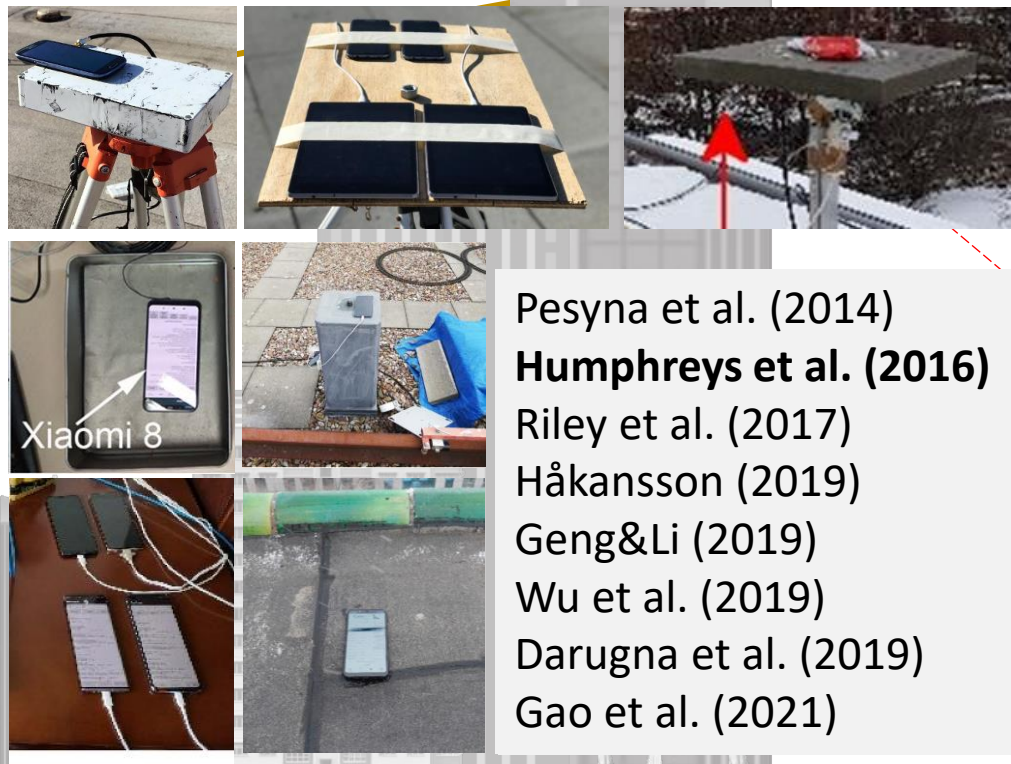 Xiaomi 8
Pesyna et al. (2014)
Humphreys et al. (2016)
Riley et al. (2017)
Håkansson (2019)
Geng&Li (2019)
Wu et al. (2019)
Darugna et al. (2019)
Gao et al. (2021)